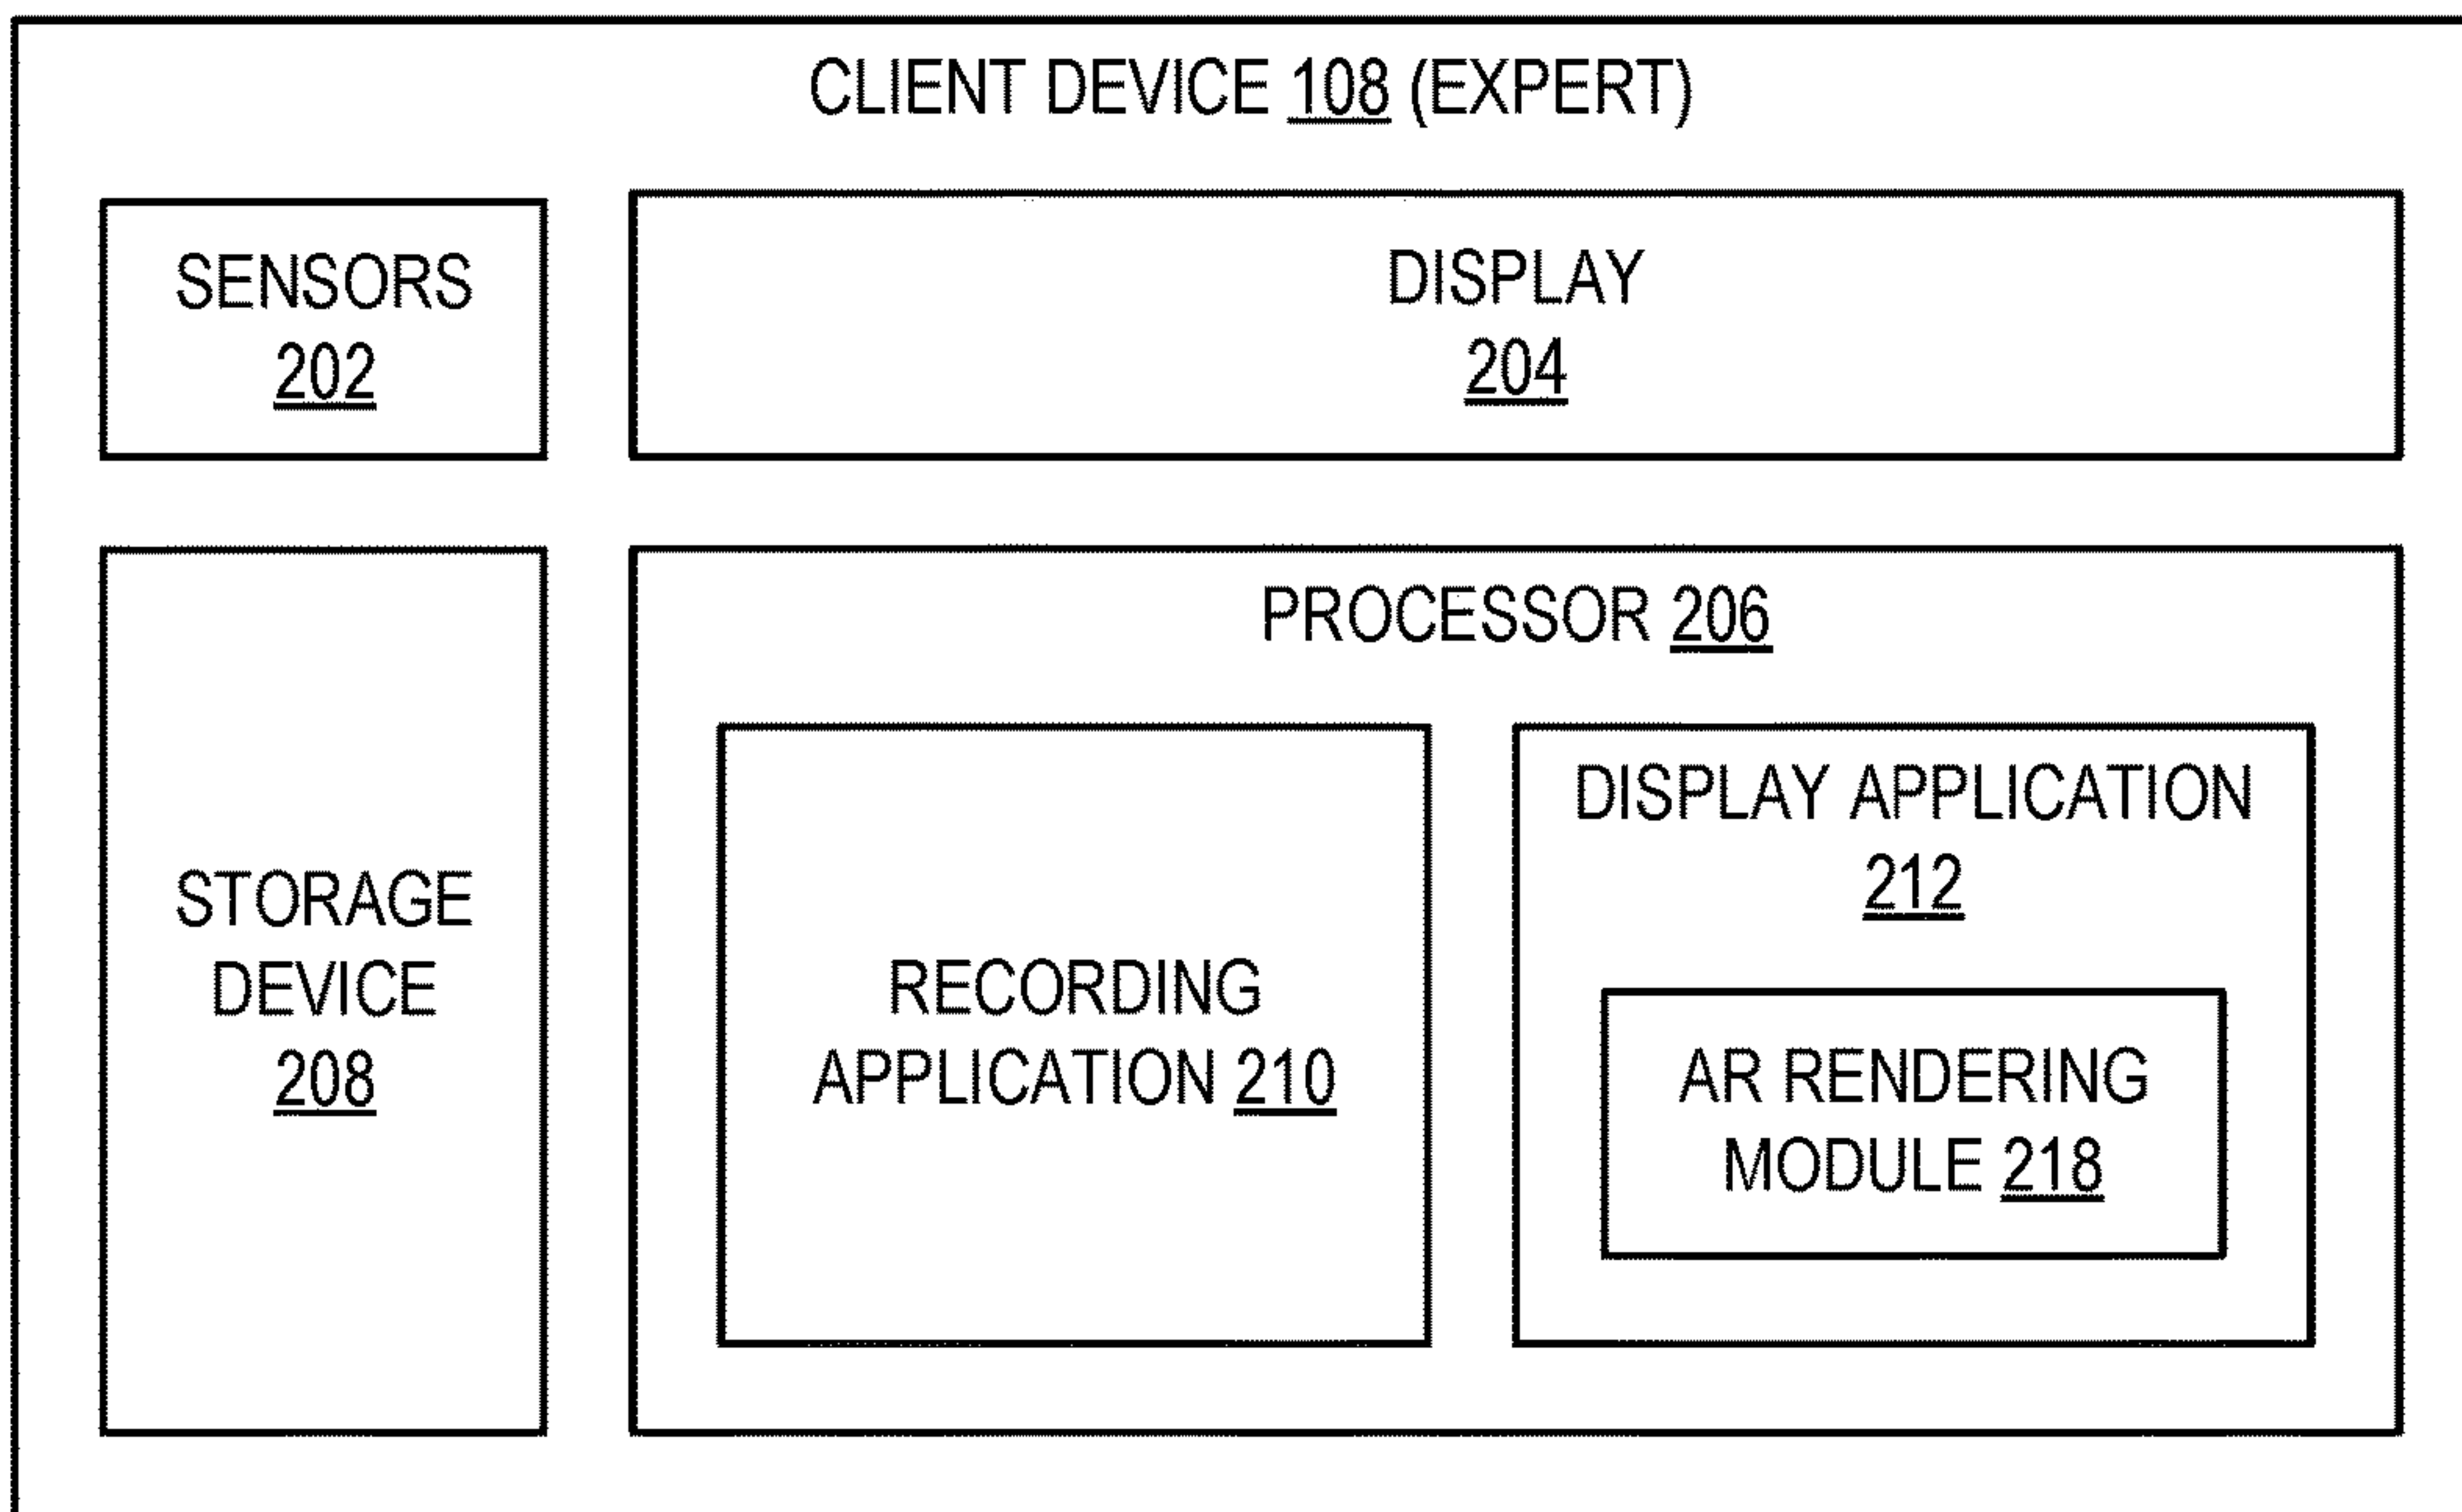 CLIENT DEVICE 108 (EXPERT)
SENSORS
202
DISPLAY
204
STORAGE
DEVICE
208
PROCESSOR 206
RECORDING
APPLICATION 210
DISPLAY APPLICATION
212
AR RENDERING
MODULE 218